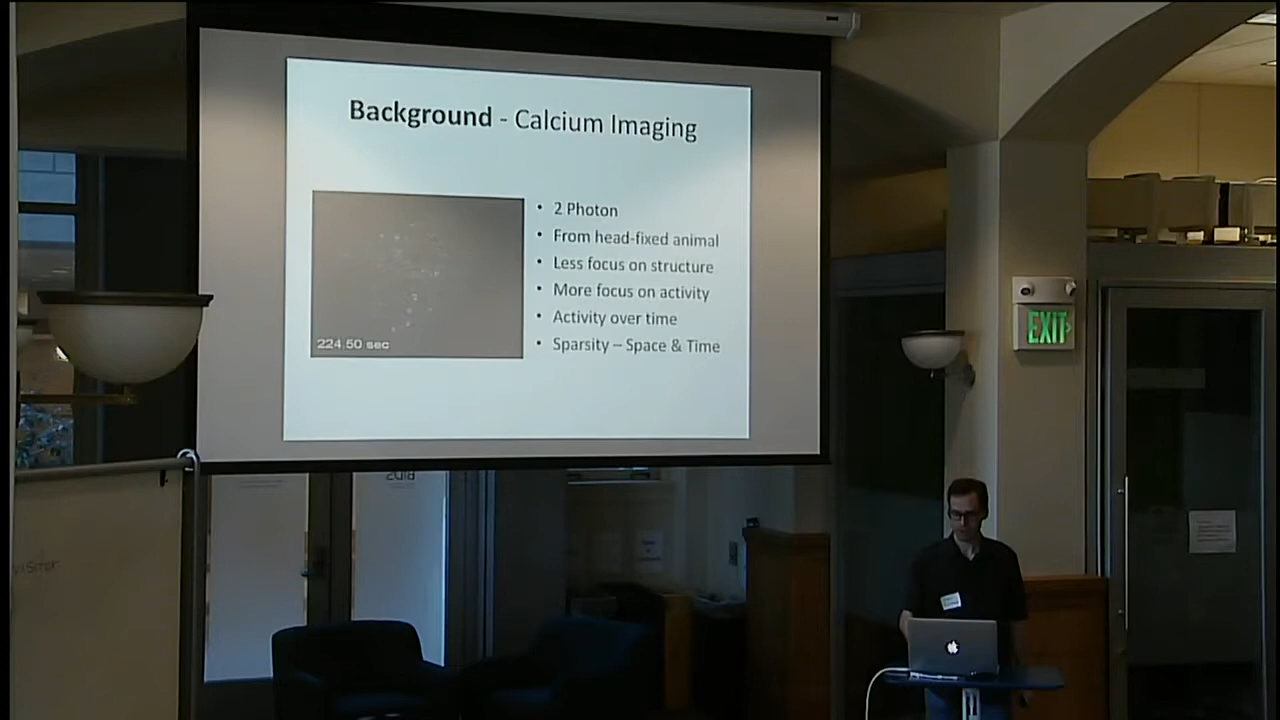 Background - Calcium Imaging
• 2 Photon
• From head-fixed animal
• Less focus on structure
• More focus on activity
• Activity over time
• Sparsity – Space & Time
224.50 sec
EXIT
visitor